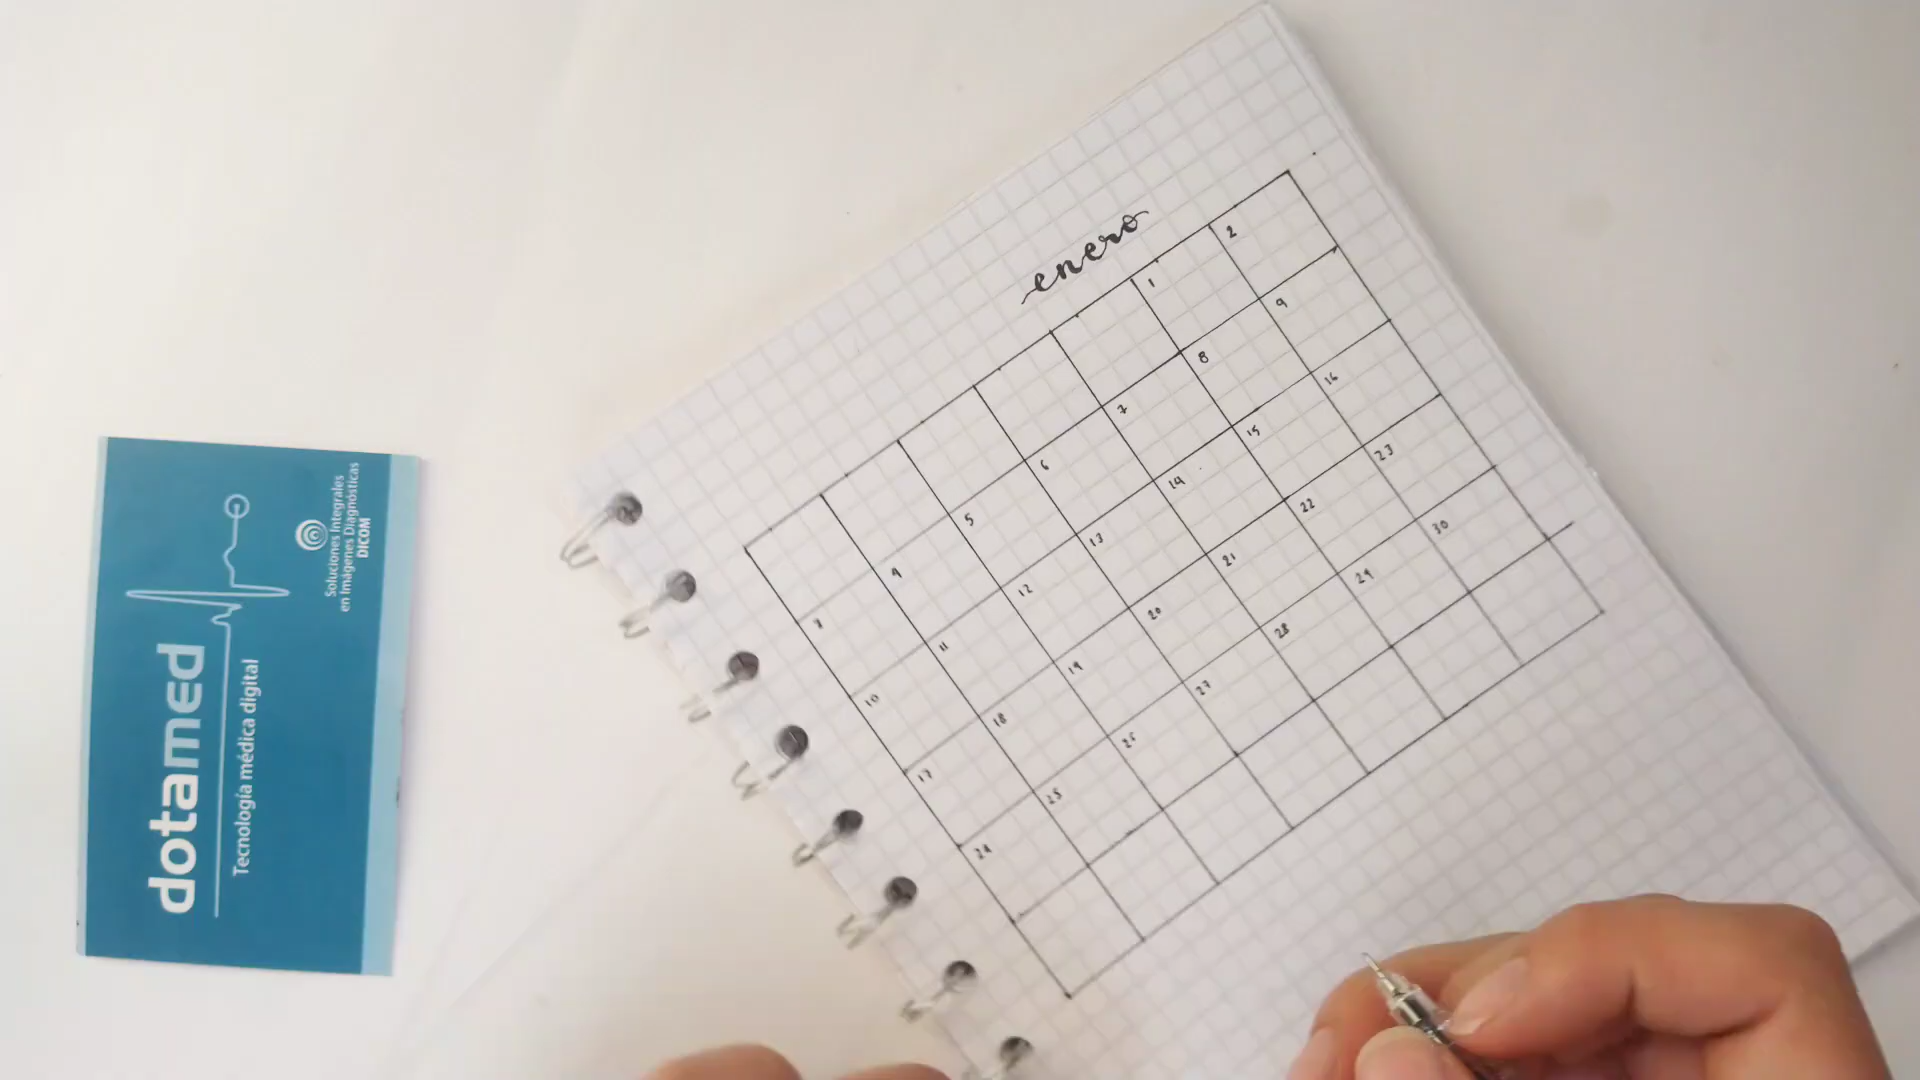 dotamed
Tecnología médica digital
Soluciones Integrales
en Imágenes Diagnósticas
DICOM
enero
1 2
3 4 5 6 7 8 9
10 11 12 13 14 15 16
17 18 19 20 21 22 23
24 25 26 27 28 29 30